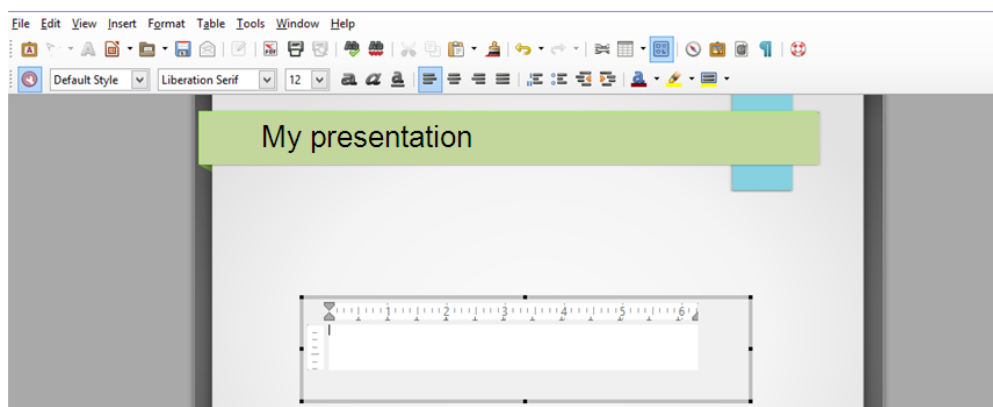 File Edit View Insert Format Table Tools Window Help
Default Style Liberation Serif 12
My presentation
1 2 3 4 5 6